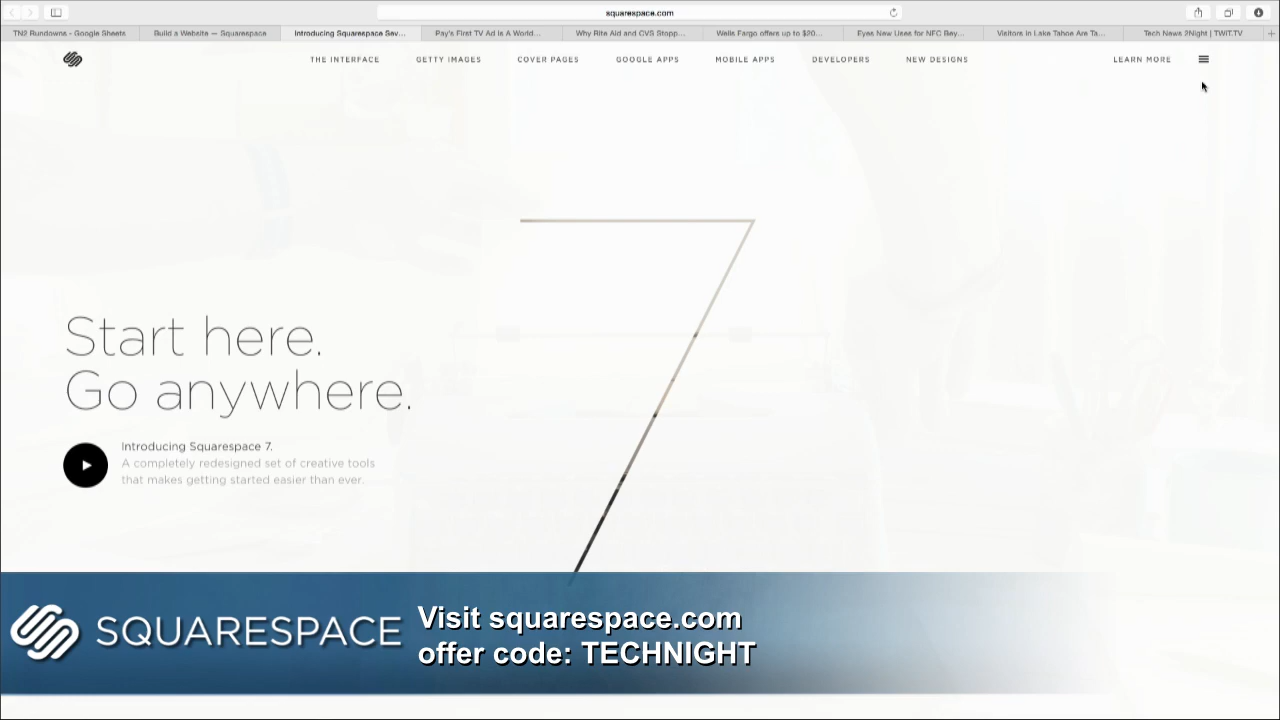 squarespace.com
TN2 Rundowns - Google Sheets
Build a Website — Squarespace
Introducing Squarespace Sev...
Pay's First TV Ad Is A World...
Why Rite Aid and CVS Stopp...
Wells Fargo offers up to $20...
Eyes New Uses for NFC Bey...
Visitors in Lake Tahoe Are Ta...
Tech News 2Night | TWiT.TV
THE INTERFACE
GETTY IMAGES
COVER PAGES
GOOGLE APPS
MOBILE APPS
DEVELOPERS
NEW DESIGNS
LEARN MORE
7
Start here.
Go anywhere.
Introducing Squarespace 7.
A completely redesigned set of creative tools
that makes getting started easier than ever.
SQUARESPACE
Visit squarespace.com
offer code: TECHNIGHT